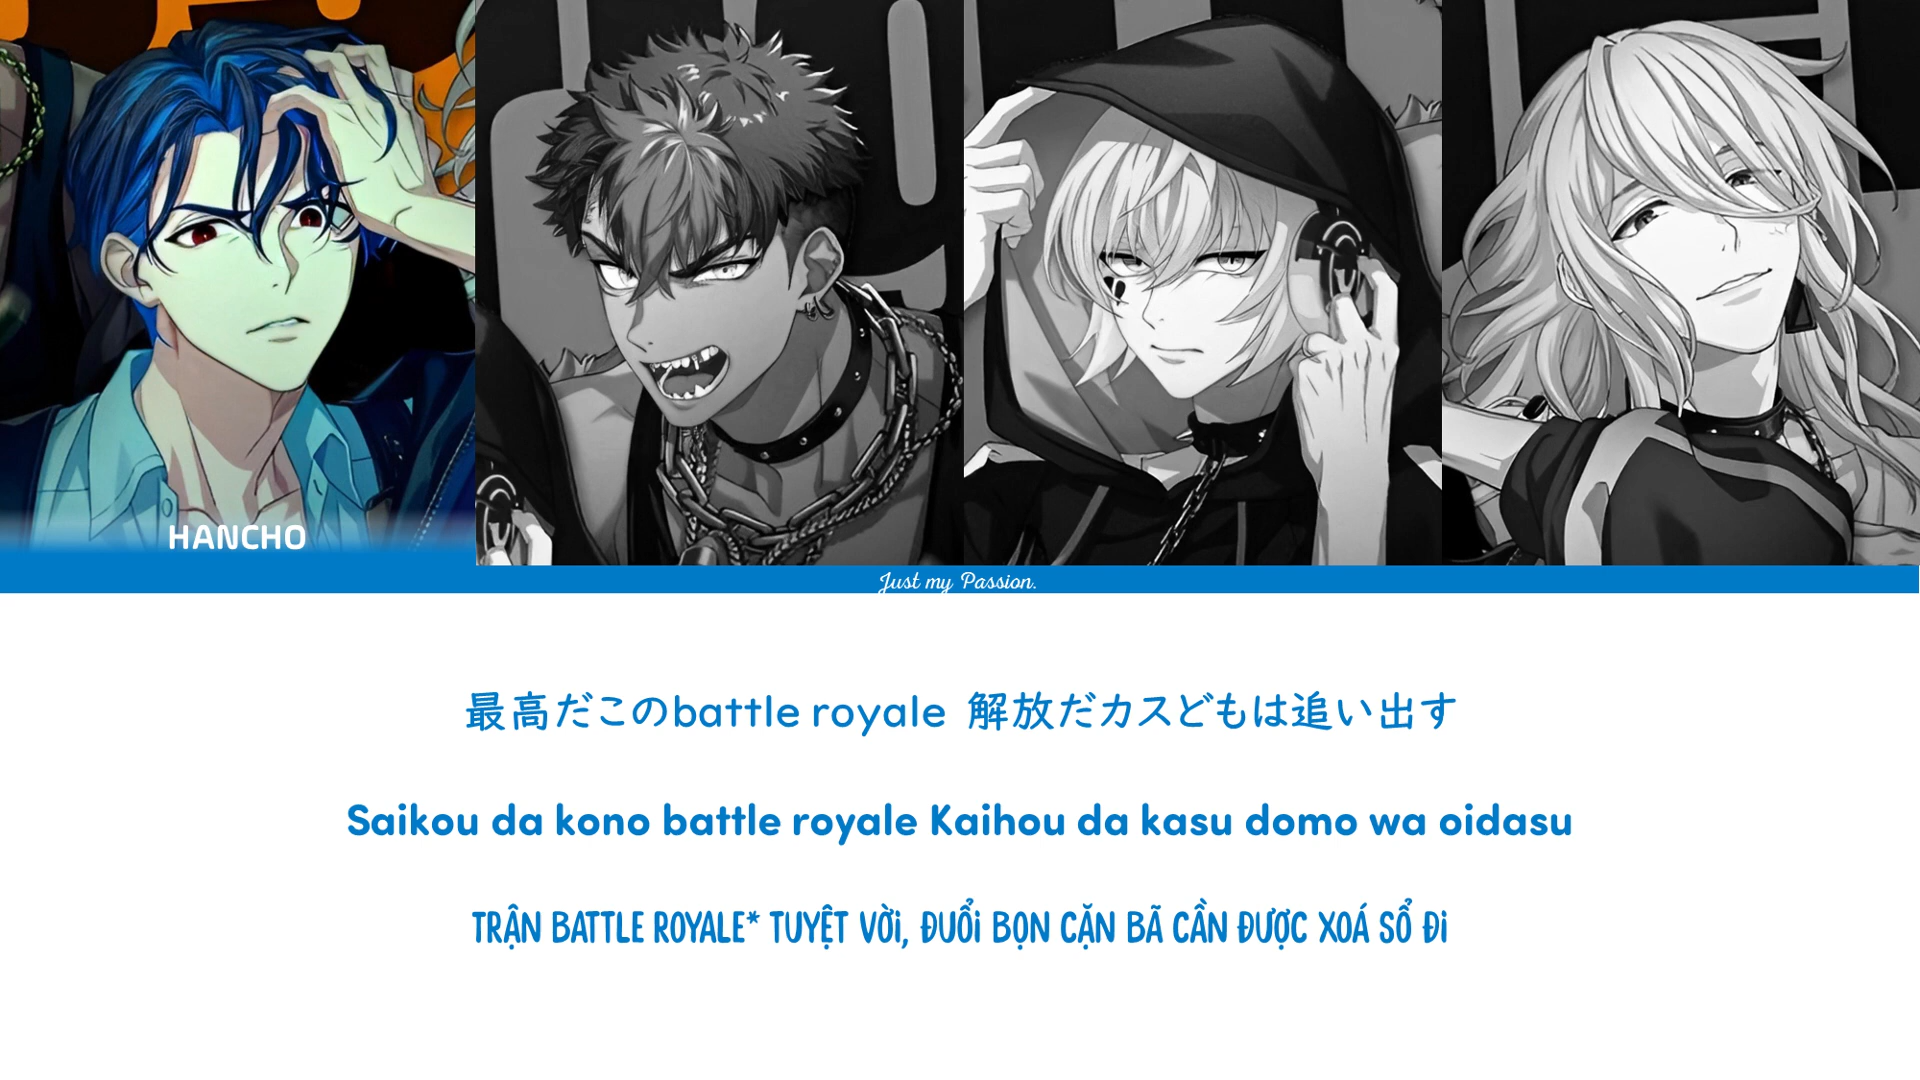 HANCHO
Just my Passion.
最高だこのbattle royale 解放だカスどもは追い出す
Saikou da kono battle royale Kaihou da kasu domo wa oidasu
TRẬN BATTLE ROYALE* TUYỆT VỜi, ĐUỔi BỌN CẶN BÃ CẦN ĐƯỢC XOÁ SỔ Đi